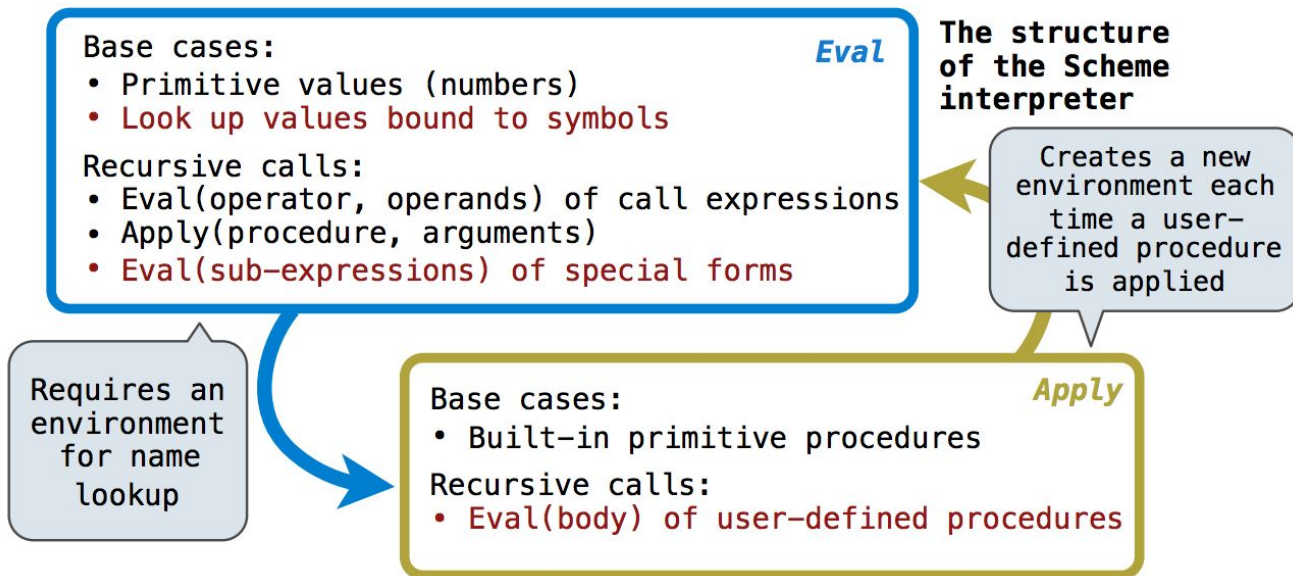 The structure
of the Scheme
interpreter
Eval
Base cases:
• Primitive values (numbers)
• Look up values bound to symbols
Recursive calls:
• Eval(operator, operands) of call expressions
• Apply(procedure, arguments)
• Eval(sub-expressions) of special forms
Creates a new
environment each
time a user-
defined procedure
is applied
Requires an
environment
for name
lookup
Apply
Base cases:
• Built-in primitive procedures
Recursive calls:
• Eval(body) of user-defined procedures